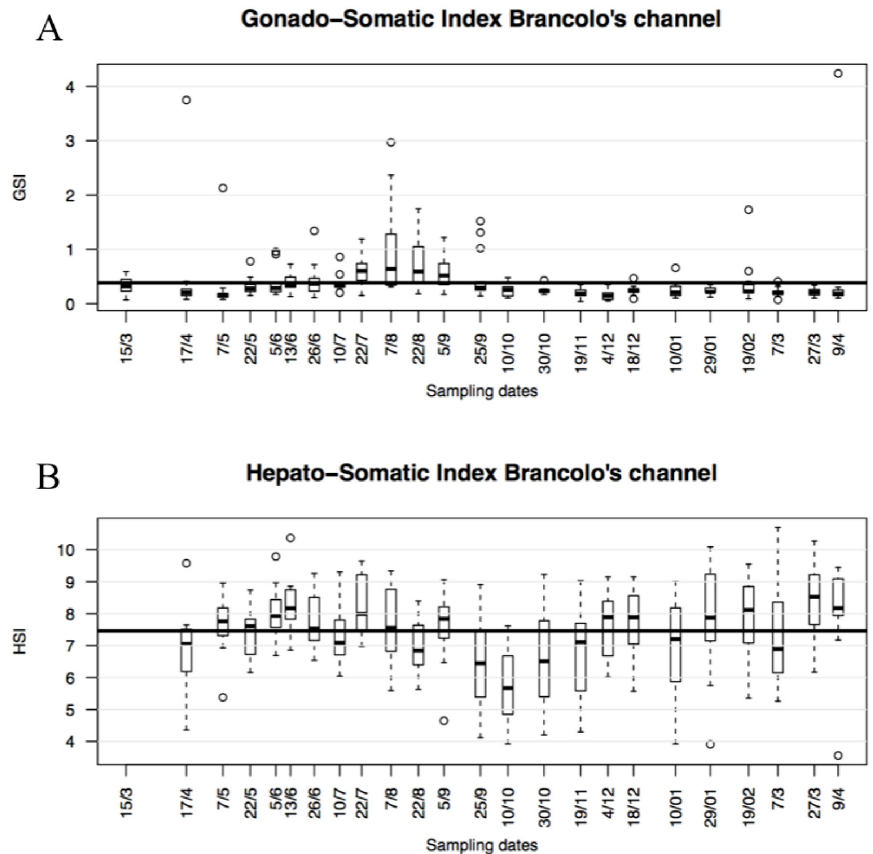 A
Gonado-Somatic Index Brancolo's channel
GSI
4
3
2
1
0
15/3 17/4 7/5 22/5 5/6 13/6 26/6 10/7 22/7 7/8 22/8 5/9 25/9 10/10 30/10 19/11 4/12 18/12 10/01 29/01 19/02 7/3 27/3 9/4
Sampling dates
B
Hepato-Somatic Index Brancolo's channel
HSI
10
9
8
7
6
5
4
15/3 17/4 7/5 22/5 5/6 13/6 26/6 10/7 22/7 7/8 22/8 5/9 25/9 10/10 30/10 19/11 4/12 18/12 10/01 29/01 19/02 7/3 27/3 9/4
Sampling dates